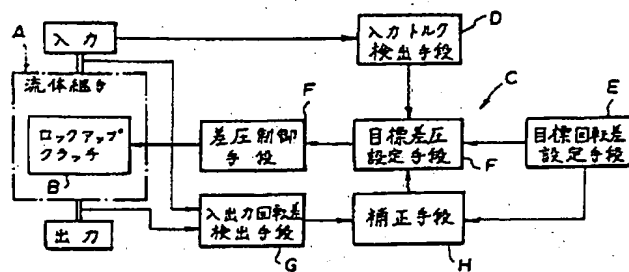 A
入力
流体継手
ロックアップ
クラッチ
B
出力
入力トルク
検出手段
D
C
F
差圧制御
手段
目標差圧
設定手段
F
E
目標回転差
設定手段
入出力回転差
検出手段
G
補正手段
H